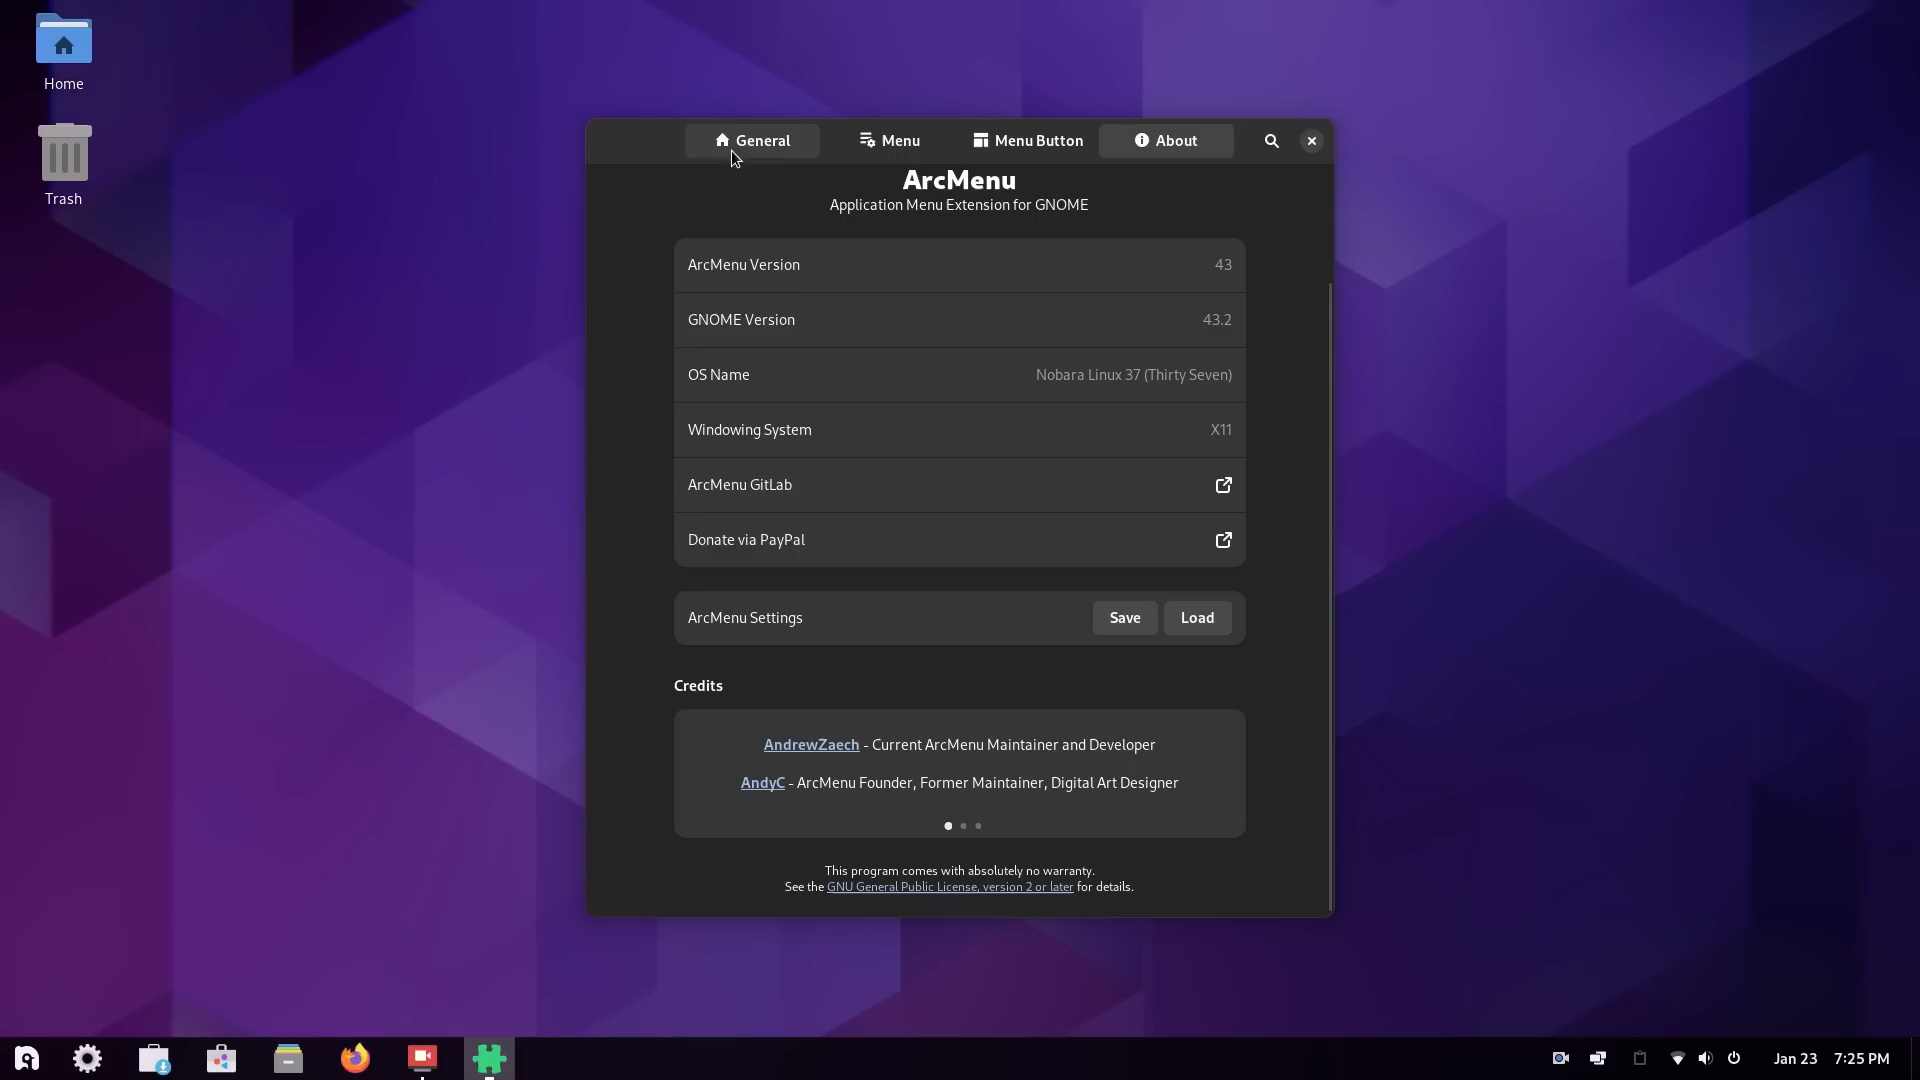 Home
Trash
General
Menu
Menu Button
About
ArcMenu
Application Menu Extension for GNOME
ArcMenu Version 43
GNOME Version 43.2
OS Name Nobara Linux 37 (Thirty Seven)
Windowing System X11
ArcMenu GitLab
Donate via PayPal
ArcMenu Settings Save Load
Credits
AndrewZaech - Current ArcMenu Maintainer and Developer
AndyC - ArcMenu Founder, Former Maintainer, Digital Art Designer
This program comes with absolutely no warranty.
See the GNU General Public License, version 2 or later for details.
Jan 23 7:25 PM